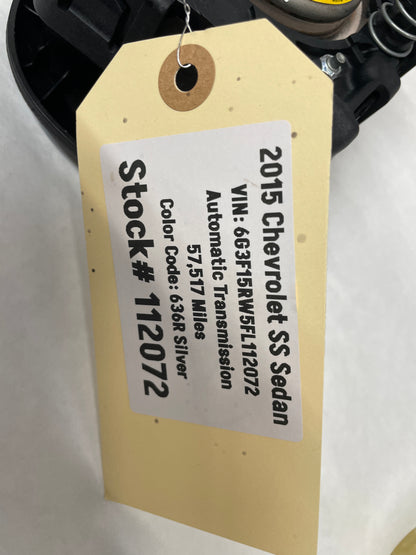 2015 Chevrolet SS Sedan
VIN: 6G3F15RW5FL112072
Automatic Transmission
57,517 Miles
Color Code: 636R Silver
Stock# 112072